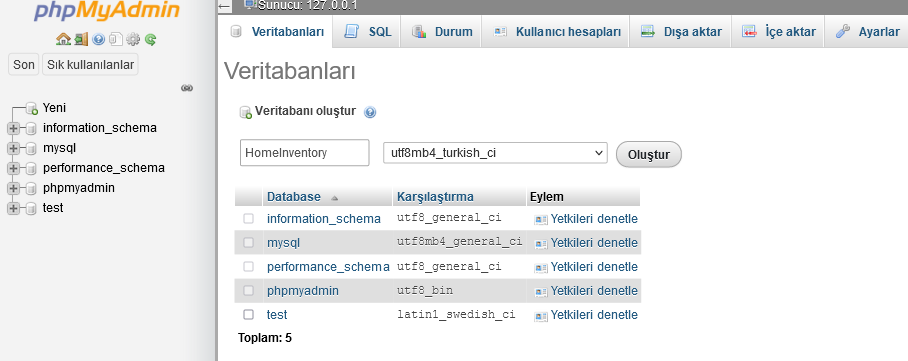 phpMyAdmin
Son Sık kullanılanlar
Yeni
information_schema
mysql
performance_schema
phpmyadmin
test
Sunucu: 127.0.0.1
Veritabanları SQL Durum Kullanıcı hesapları Dışa aktar İçe aktar Ayarlar
Veritabanları
Veritabanı oluştur
HomeInventory utf8mb4_turkish_ci Oluştur
Database Karşılaştırma Eylem
information_schema utf8_general_ci Yetkileri denetle
mysql utf8mb4_general_ci Yetkileri denetle
performance_schema utf8_general_ci Yetkileri denetle
phpmyadmin utf8_bin Yetkileri denetle
test latin1_swedish_ci Yetkileri denetle
Toplam: 5